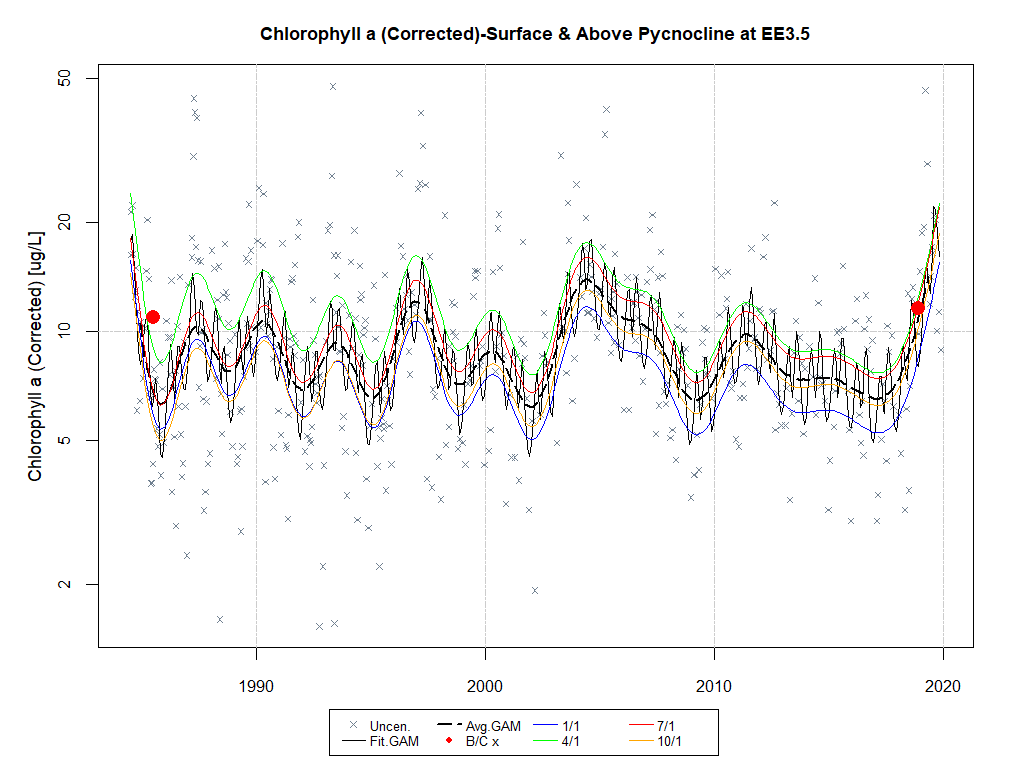 Chlorophyll a (Corrected)-Surface & Above Pycnocline at EE3.5
Chlorophyll a (Corrected) [ug/L]
50
20
10
5
2
1990 2000 2010 2020
Uncen. Avg.GAM 1/1 7/1
Fit.GAM B/C x 4/1 10/1